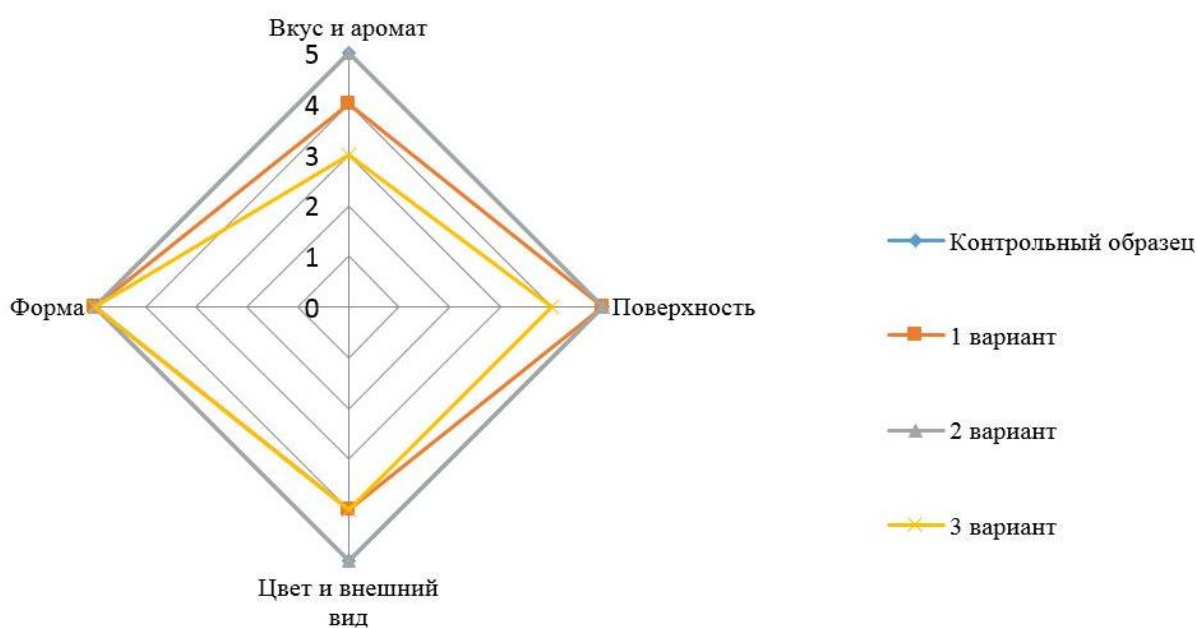 Вкус и аромат
5
4
3
2
1
0
Форма
Поверхность
Цвет и внешний
вид
Контрольный образец
1 вариант
2 вариант
3 вариант